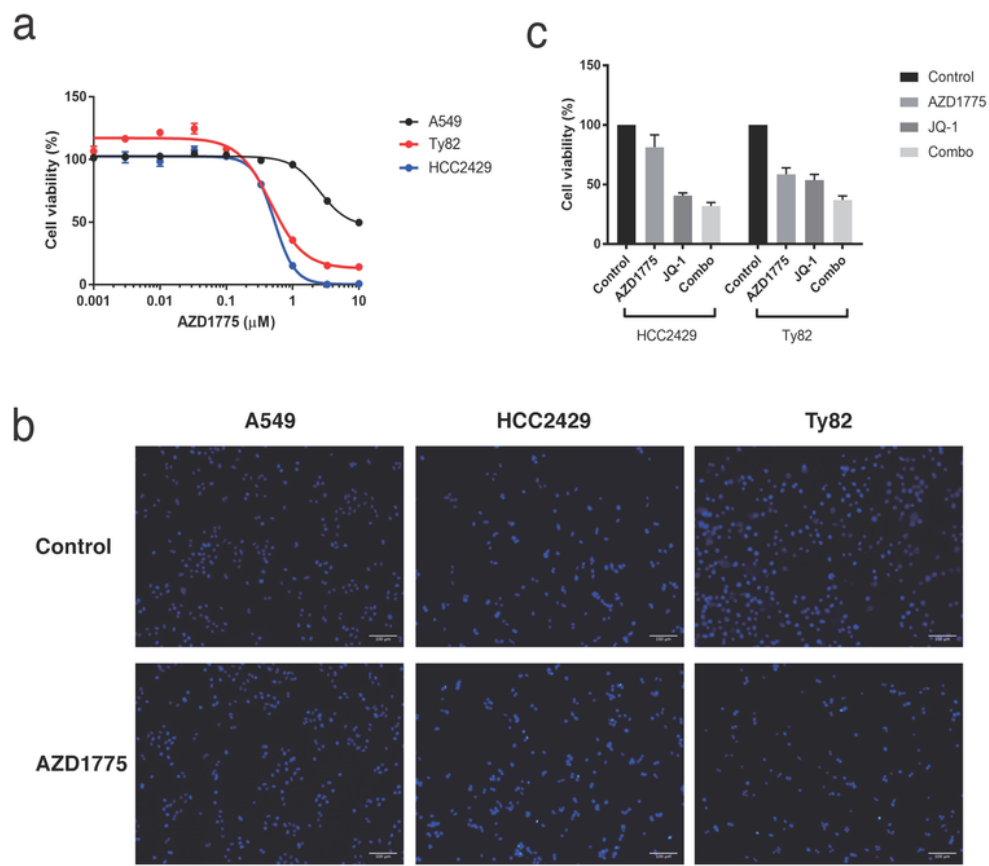 a
150
100
50
0
Cell viability (%)
0.001 0.01 0.1 1 10
AZD1775 (μM)
A549
Ty82
HCC2429
c
150
100
50
0
Cell viability (%)
Control
AZD1775
JQ-1
Combo
Control
AZD1775
JQ-1
Combo
HCC2429
Ty82
Control
AZD1775
JQ-1
Combo
b
A549 HCC2429 Ty82
Control
AZD1775